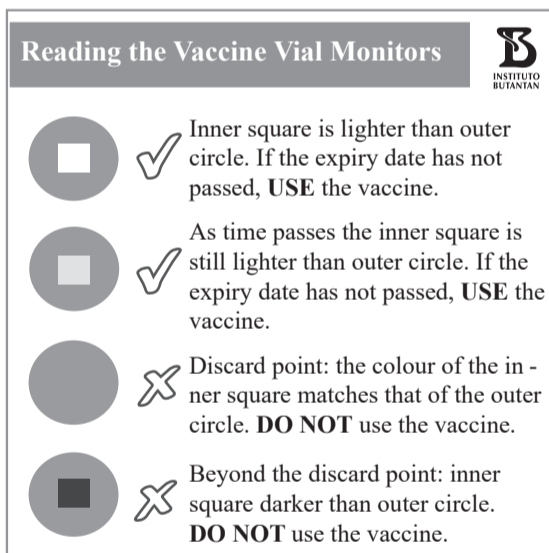 Reading the Vaccine Vial Monitors
INSTITUTO
BUTANTAN
Inner square is lighter than outer
circle. If the expiry date has not
passed, USE the vaccine.
As time passes the inner square is
still lighter than outer circle. If the
expiry date has not passed, USE the
vaccine.
Discard point: the colour of the in -
ner square matches that of the outer
circle. DO NOT use the vaccine.
Beyond the discard point: inner
square darker than outer circle.
DO NOT use the vaccine.